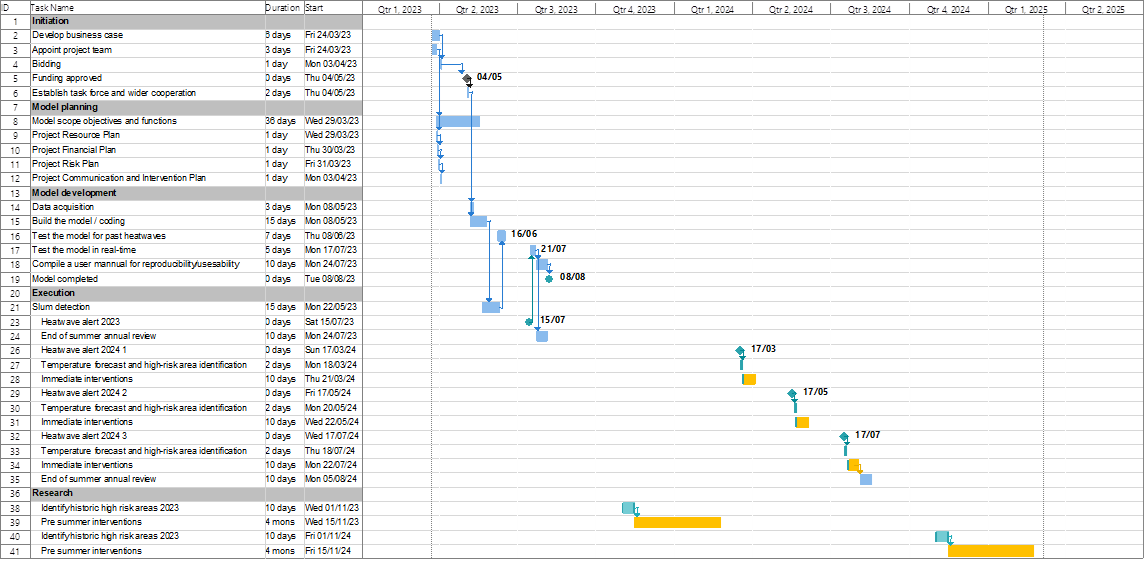 ID Task Name Duration Start Qtr 1, 2023 Qtr 2, 2023 Qtr 3, 2023 Qtr 4, 2023 Qtr 1, 2024 Qtr 2, 2024 Qtr 3, 2024 Qtr 4, 2024 Qtr 1, 2025 Qtr 2, 2025
1 Initiation
2 Develop business case 6 days Fri 24/03/23
3 Appoint project team 3 days Fri 24/03/23
4 Bidding 1 day Mon 03/04/23
5 Funding approved 0 days Thu 04/05/23 04/05
6 Establish task force and wider cooperation 2 days Thu 04/05/23
7 Model planning
8 Model scope objectives and functions 36 days Wed 29/03/23
9 Project Resource Plan 1 day Wed 29/03/23
10 Project Financial Plan 1 day Thu 30/03/23
11 Project Risk Plan 1 day Fri 31/03/23
12 Project Communication and Intervention Plan 1 day Mon 03/04/23
13 Model development
14 Data acquisition 3 days Mon 08/05/23
15 Build the model / coding 15 days Mon 08/05/23
16 Test the model for past heatwaves 7 days Thu 08/06/23 16/06
17 Test the model in real-time 5 days Mon 17/07/23 21/07
18 Compile a user mannual for reproducibility/usesability 10 days Mon 24/07/23
19 Model completed 0 days Tue 08/08/23 08/08
20 Execution
21 Slum detection 15 days Mon 22/05/23
23 Heatwave alert 2023 0 days Sat 15/07/23 15/07
24 End of summer annual review 10 days Mon 24/07/23
26 Heatwave alert 2024 1 0 days Sun 17/03/24 17/03
27 Temperature forecast and high-risk area identification 2 days Mon 18/03/24
28 Immediate interventions 10 days Thu 21/03/24
29 Heatwave alert 2024 2 0 days Fri 17/05/24 17/05
30 Temperature forecast and high-risk area identification 2 days Mon 20/05/24
31 Immediate interventions 10 days Wed 22/05/24
32 Heatwave alert 2024 3 0 days Wed 17/07/24 17/07
33 Temperature forecast and high-risk area identification 2 days Thu 18/07/24
34 Immediate interventions 10 days Mon 22/07/24
35 End of summer annual review 10 days Mon 05/08/24
36 Research
38 Identifyhistoric high risk areas 2023 10 days Wed 01/11/23
39 Pre summer interventions 4 mons Wed 15/11/23
40 Identifyhistoric high risk areas 2023 10 days Fri 01/11/24
41 Pre summer interventions 4 mons Fri 15/11/24